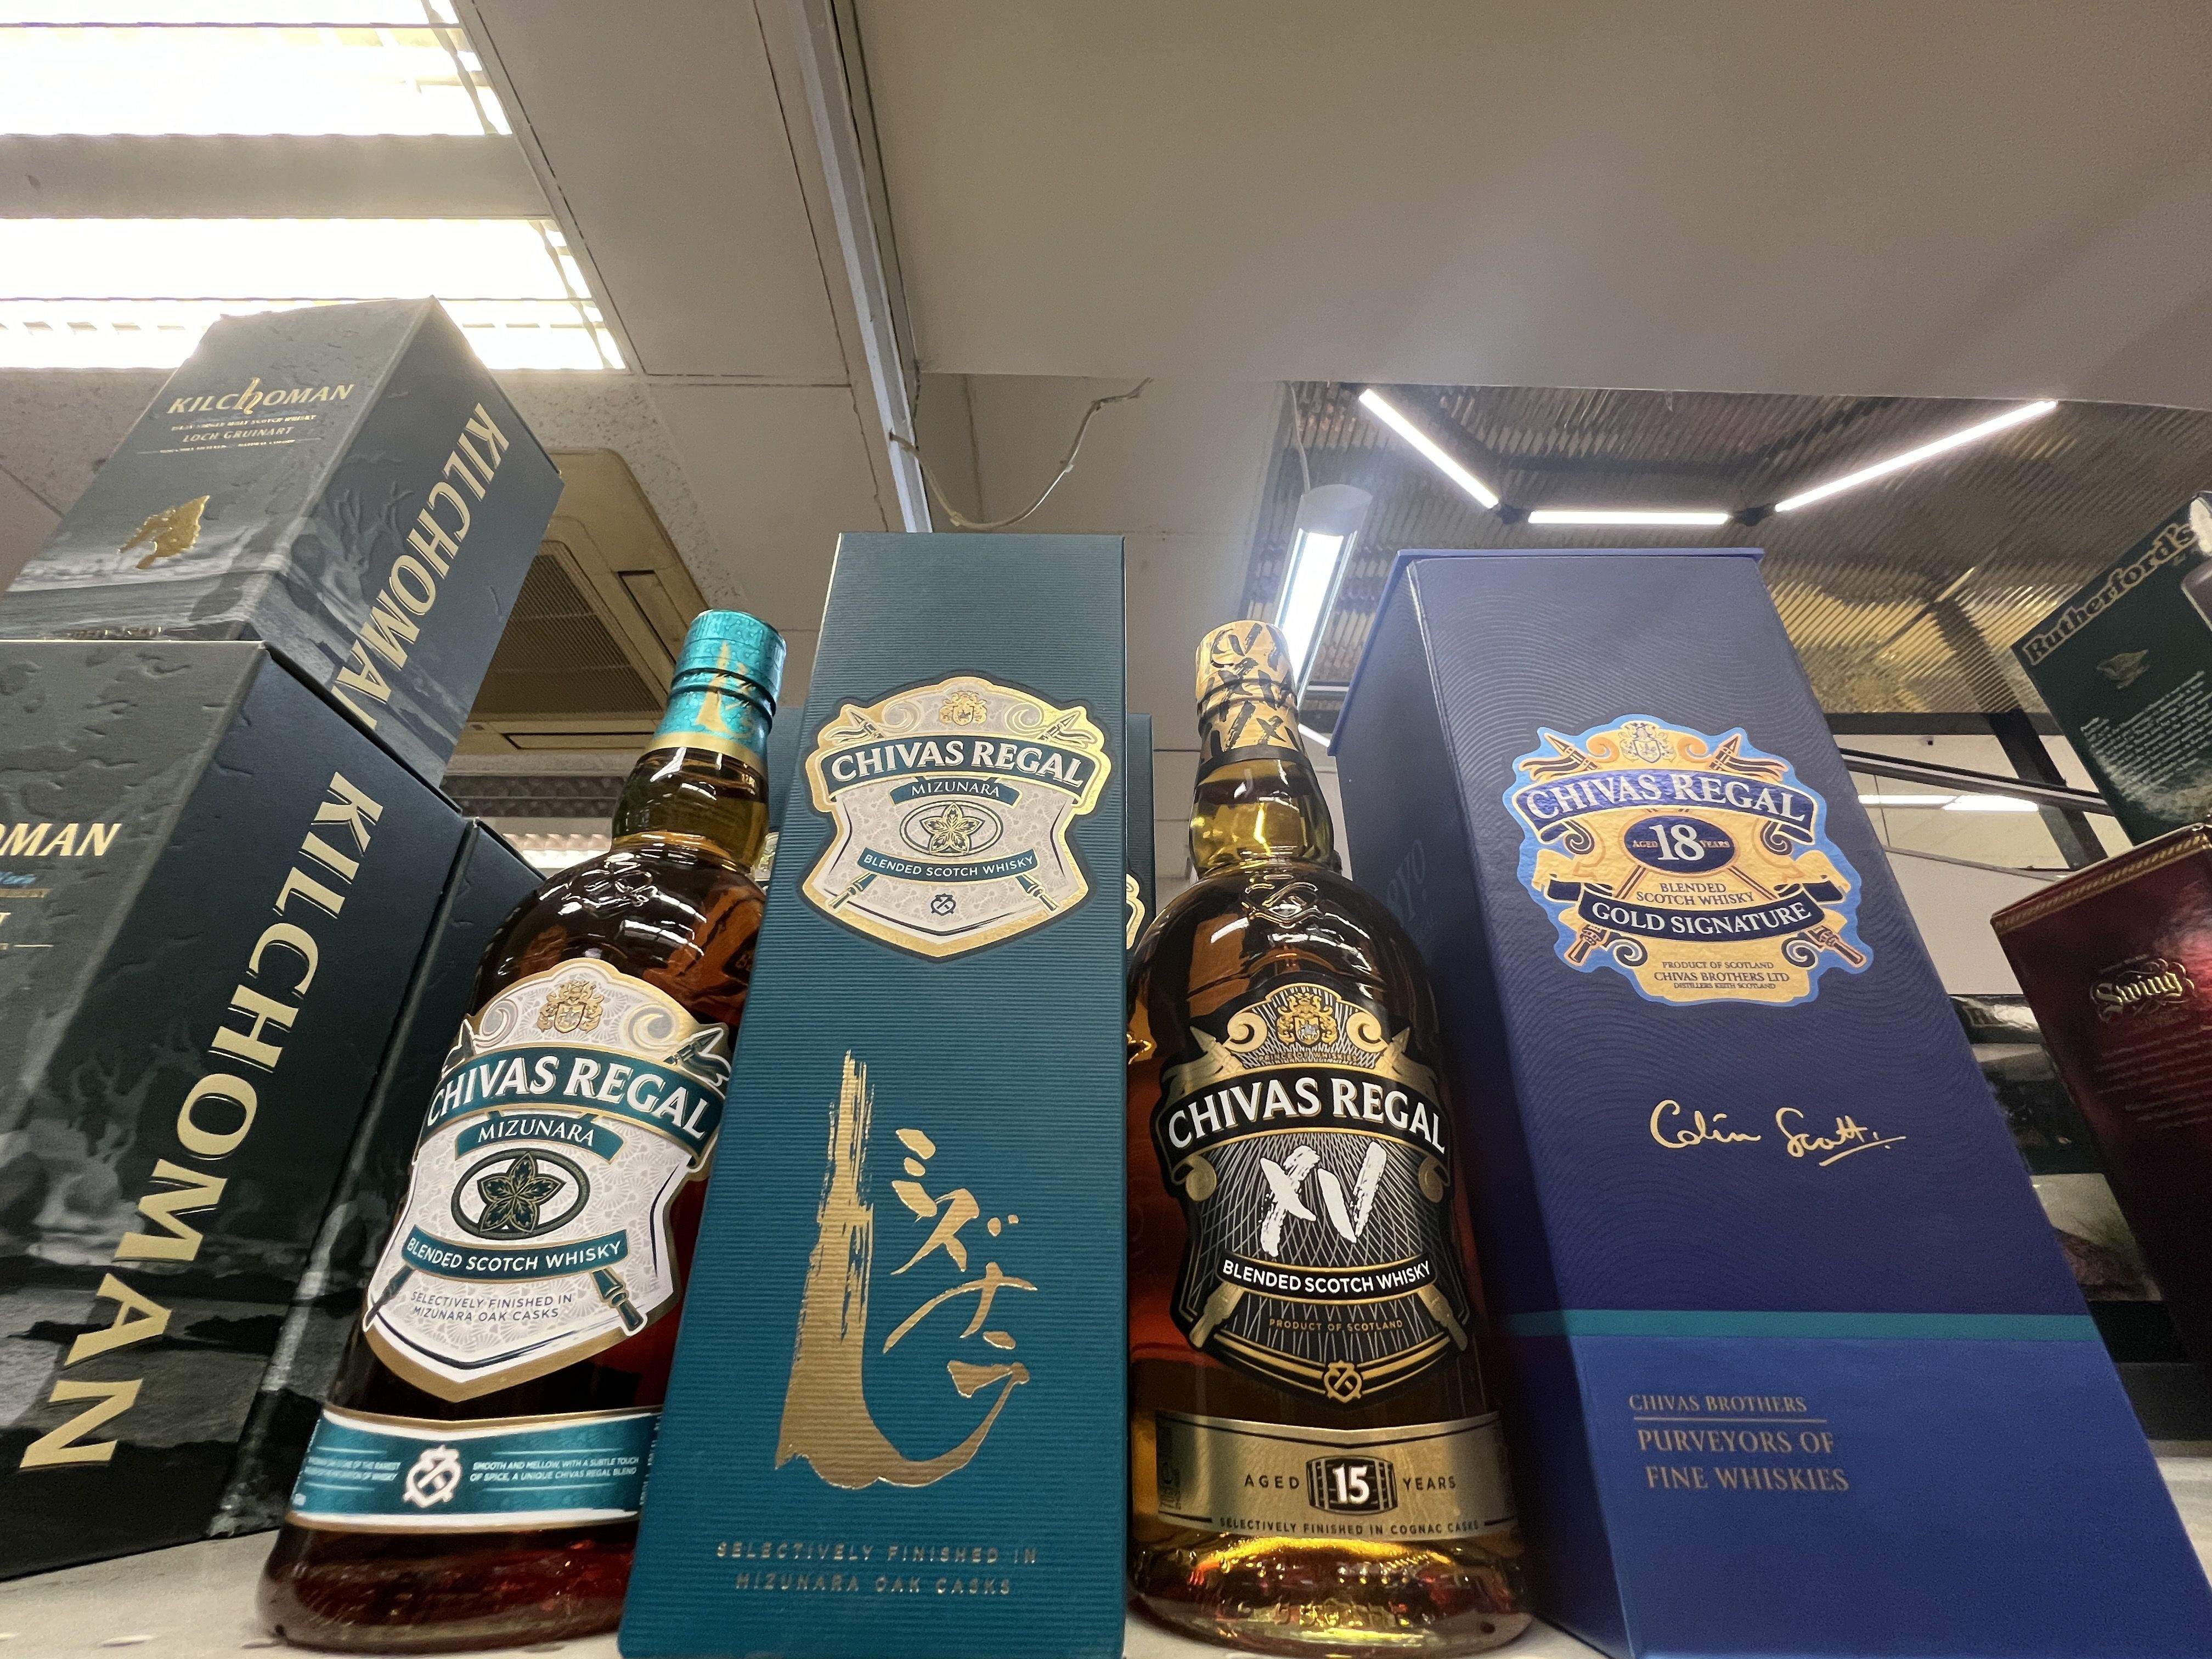 KILCHOMAN
LOCH GRUINART
KILCHOMAN
OMAN
KILCHOMAN
CHIVAS REGAL
MIZUNARA
BLENDED SCOTCH WHISKY
SELECTIVELY FINISHED IN
MIZUNARA OAK CASKS
SMOOTH AND MELLOW, WITH A SUBTLE TOUCH
OF SPICE, A UNIQUE CHIVAS REGAL BLEND
CHIVAS REGAL
MIZUNARA
BLENDED SCOTCH WHISKY
ミズナラ
SELECTIVELY FINISHED IN
MIZUNARA OAK CASKS
PRINCE OF WHISKIES
CHIVAS REGAL
XV
BLENDED SCOTCH WHISKY
PRODUCT OF SCOTLAND
AGED 15 YEARS
SELECTIVELY FINISHED IN COGNAC CASKS
CHIVAS REGAL
AGED 18 YEARS
BLENDED
SCOTCH WHISKY
GOLD SIGNATURE
PRODUCT OF SCOTLAND
CHIVAS BROTHERS LTD
DISTILLERS KEITH SCOTLAND
Colin Scott
CHIVAS BROTHERS
PURVEYORS OF
FINE WHISKIES
Rutherford's
Swing